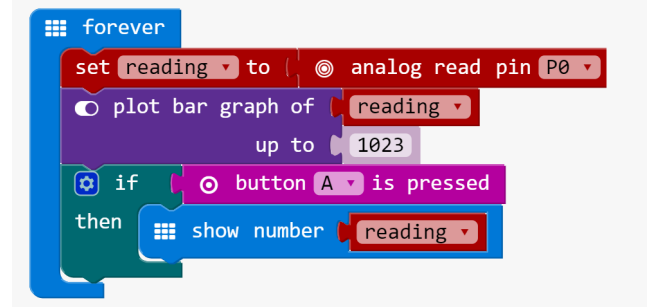 forever
set reading to analog read pin P0
plot bar graph of reading
up to 1023
if button A is pressed
then show number reading